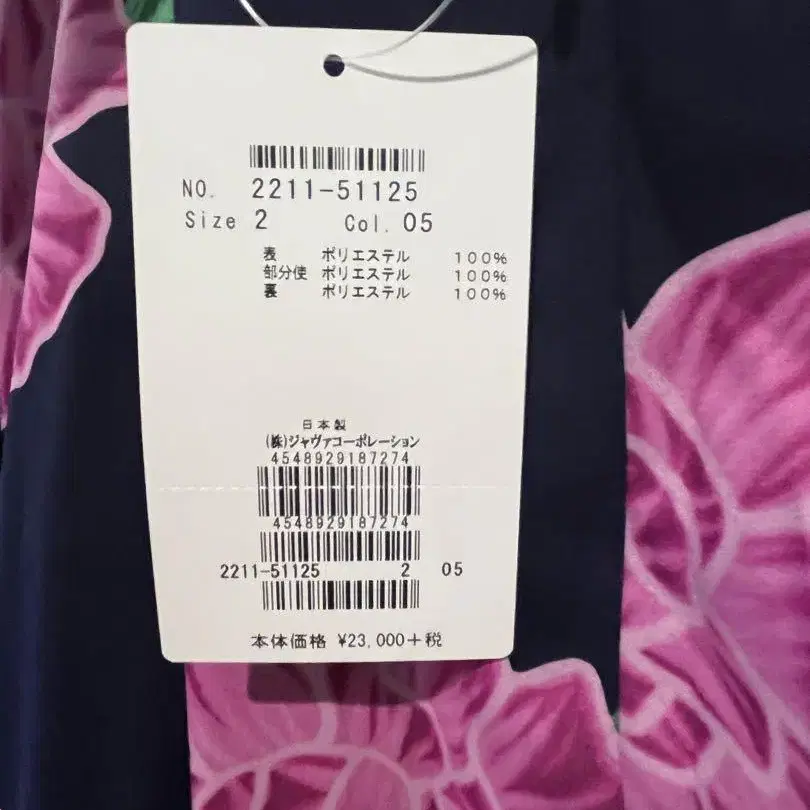 NO. 2211-51125
Size 2 Col. 05
表 ポリエステル 100%
部分使 ポリエステル 100%
裏 ポリエステル 100%
日本製
(株)ジャヴァコーポレーション
4548929187274
4548929187274
2211-51125 2 05
本体価格 ¥23,000+税